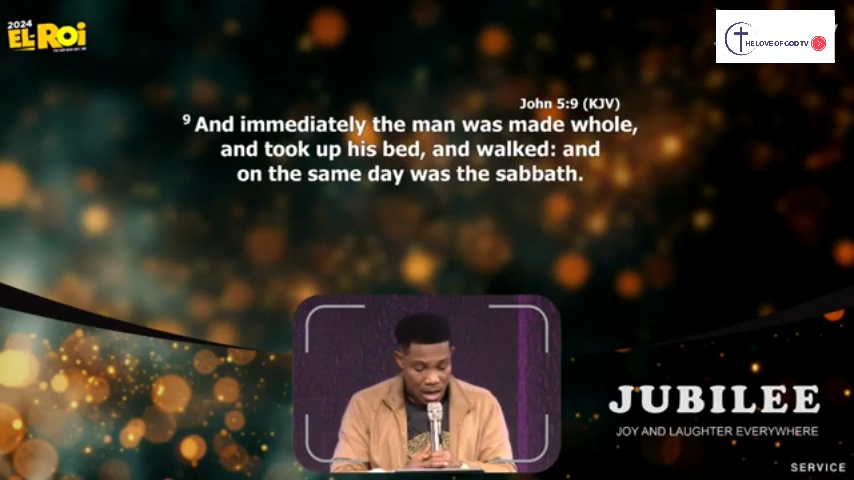 2024
EL-ROi
THE LOVE OF GOD TV
John 5:9 (KJV)
9 And immediately the man was made whole,
and took up his bed, and walked: and
on the same day was the sabbath.
JUBILEE
JOY AND LAUGHTER EVERYWHERE
SERVICE